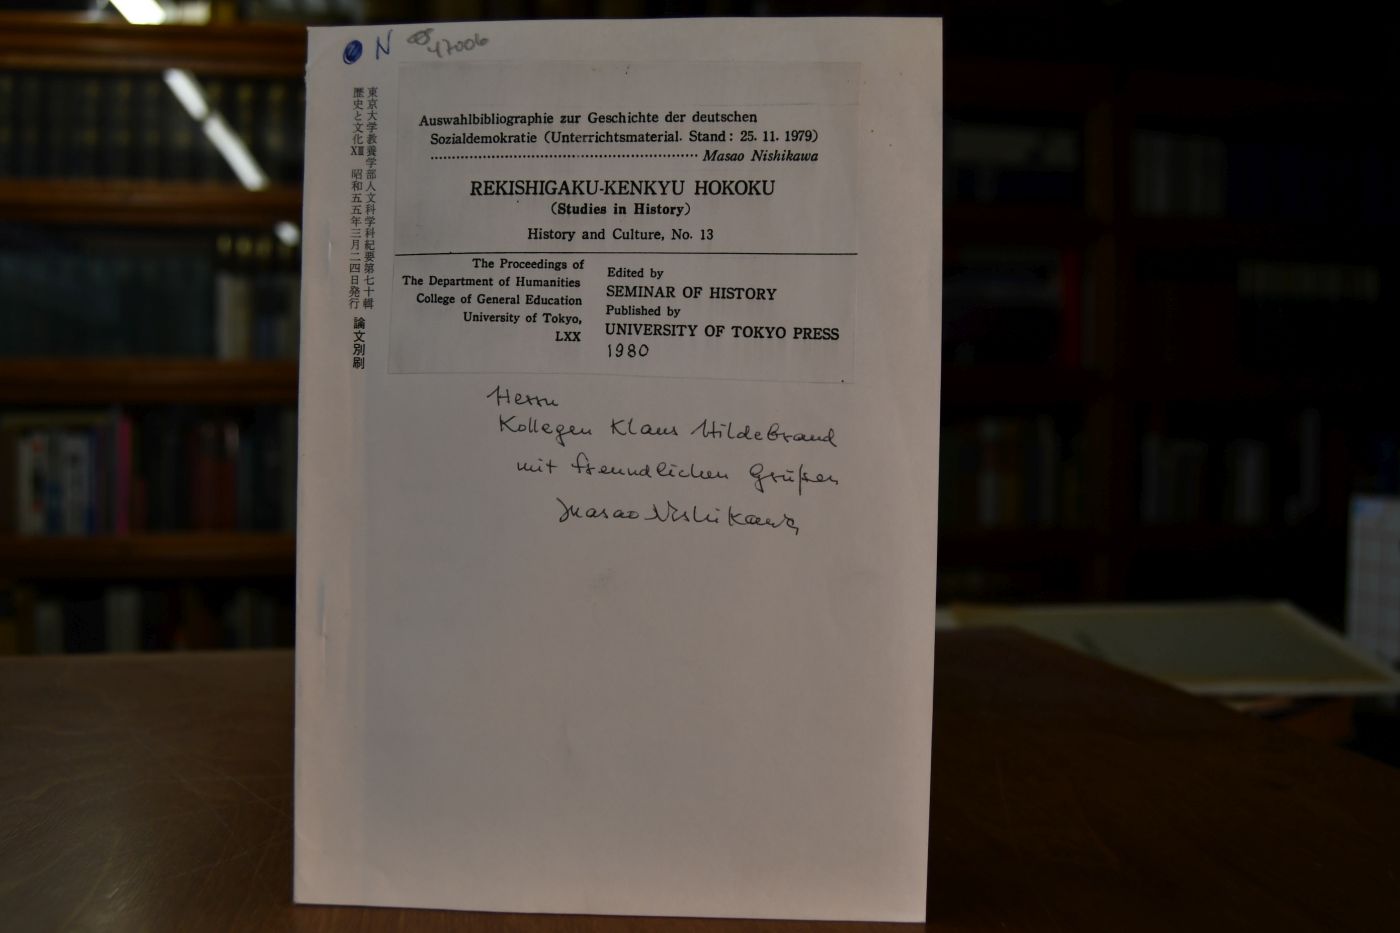 N 47006
東京大学教養学部人文科学科紀要第七十輯
歴史と文化XIII 昭和五五年三月二四日発行 論文別刷
Auswahlbibliographie zur Geschichte der deutschen
Sozialdemokratie (Unterrichtsmaterial. Stand: 25. 11. 1979)
Masao Nishikawa
REKISHIGAKU-KENKYU HOKOKU
(Studies in History)
History and Culture, No. 13
The Proceedings of
The Department of Humanities
College of General Education
University of Tokyo,
LXX
Edited by
SEMINAR OF HISTORY
Published by
UNIVERSITY OF TOKYO PRESS
1980
Herrn
Kollegen Klaus Hildebrand
mit freundlichen Grüßen
Masao Nishikawa